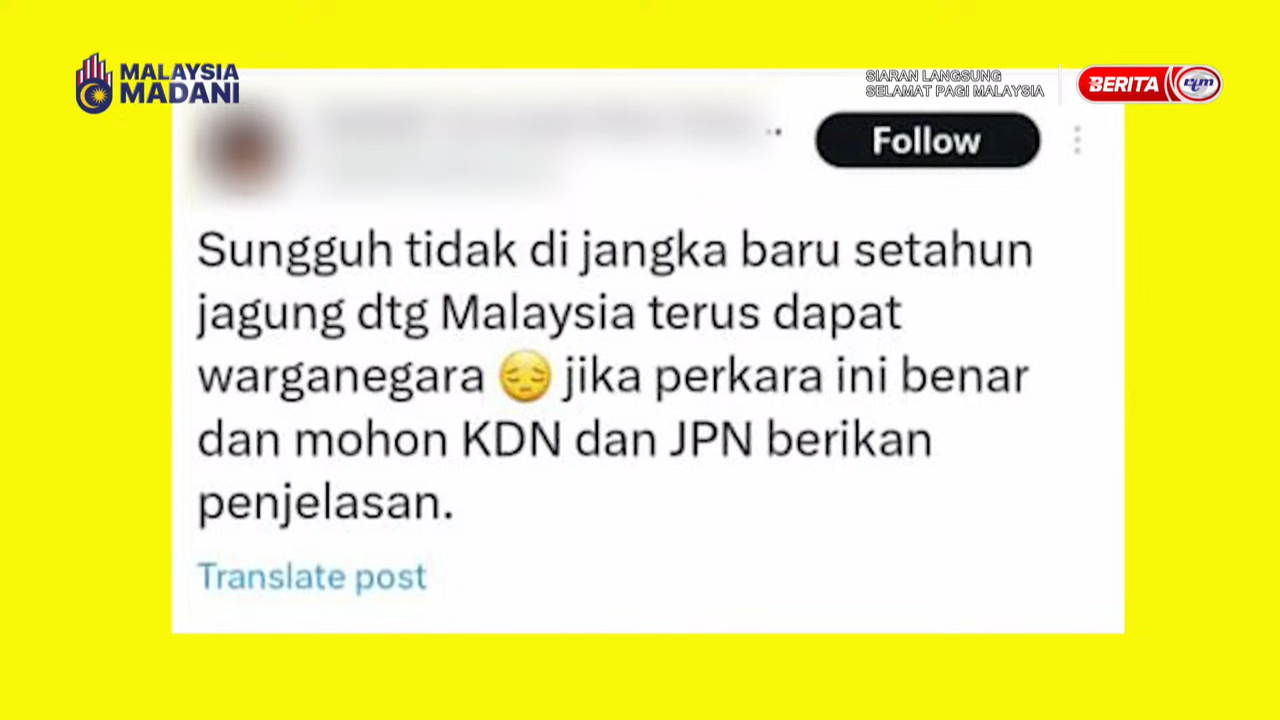 MALAYSIA
MADANI
SIARAN LANGSUNG
SELAMAT PAGI MALAYSIA
BERITA rtm
Follow
Sungguh tidak di jangka baru setahun
jagung dtg Malaysia terus dapat
warganegara 😔 jika perkara ini benar
dan mohon KDN dan JPN berikan
penjelasan.
Translate post